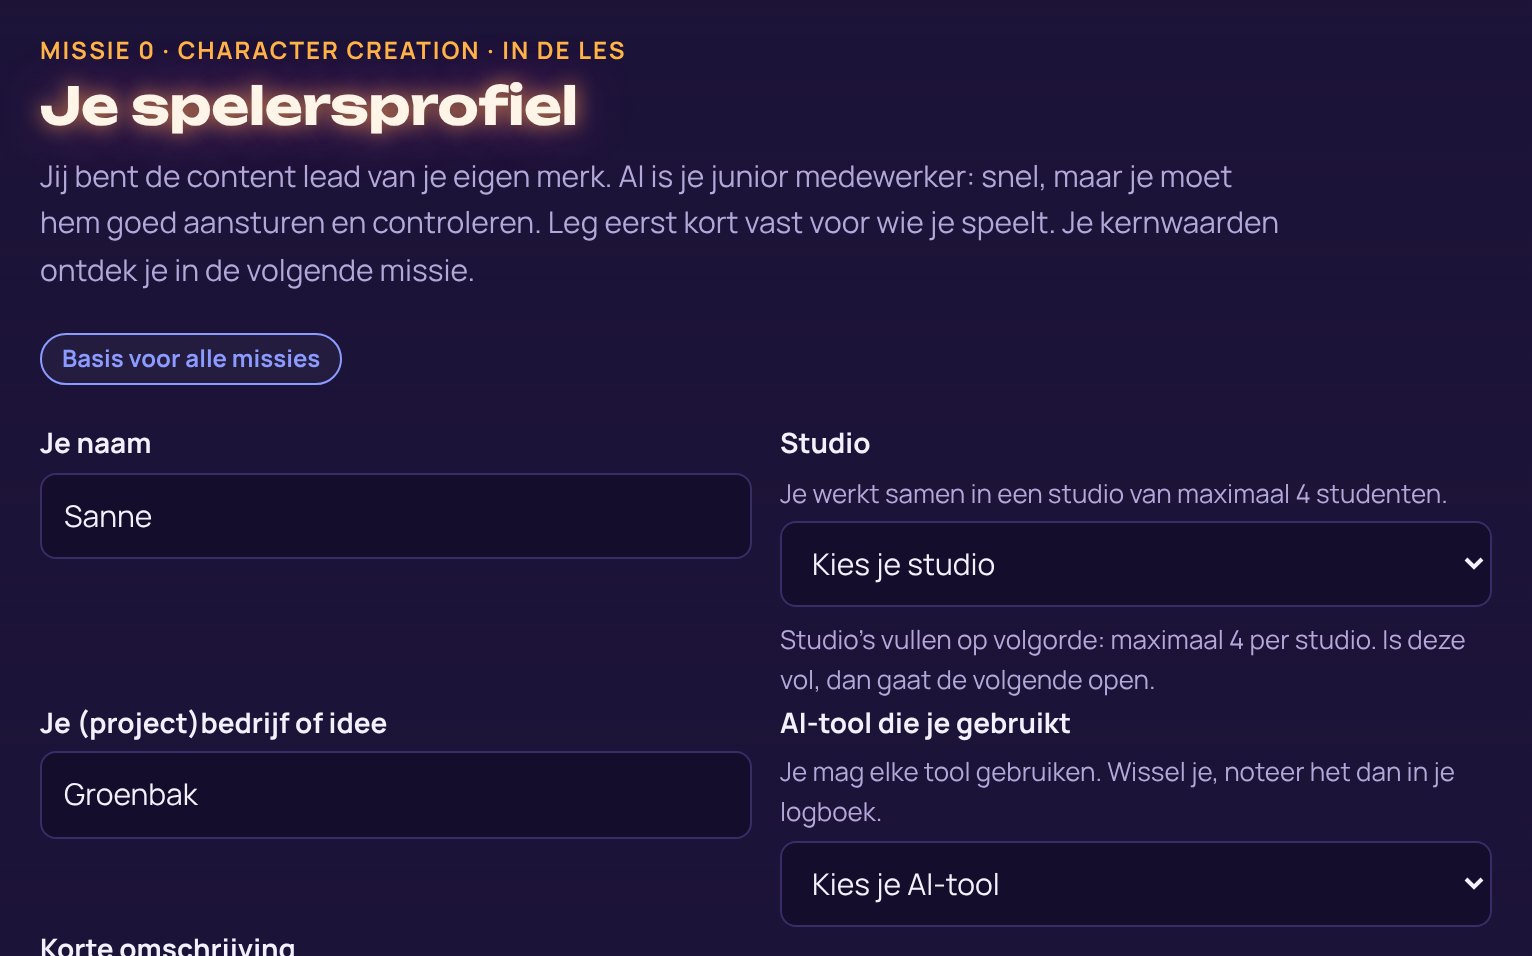 MISSIE 0 · CHARACTER CREATION · IN DE LES
Je spelersprofiel
Jij bent de content lead van je eigen merk. AI is je junior medewerker: snel, maar je moet
hem goed aansturen en controleren. Leg eerst kort vast voor wie je speelt. Je kernwaarden
ontdek je in de volgende missie.
Basis voor alle missies
Je naam
Sanne
Studio
Je werkt samen in een studio van maximaal 4 studenten.
Kies je studio
Studio's vullen op volgorde: maximaal 4 per studio. Is deze
vol, dan gaat de volgende open.
Je (project)bedrijf of idee
Groenbak
AI-tool die je gebruikt
Je mag elke tool gebruiken. Wissel je, noteer het dan in je
logboek.
Kies je AI-tool
Korte omschrijving